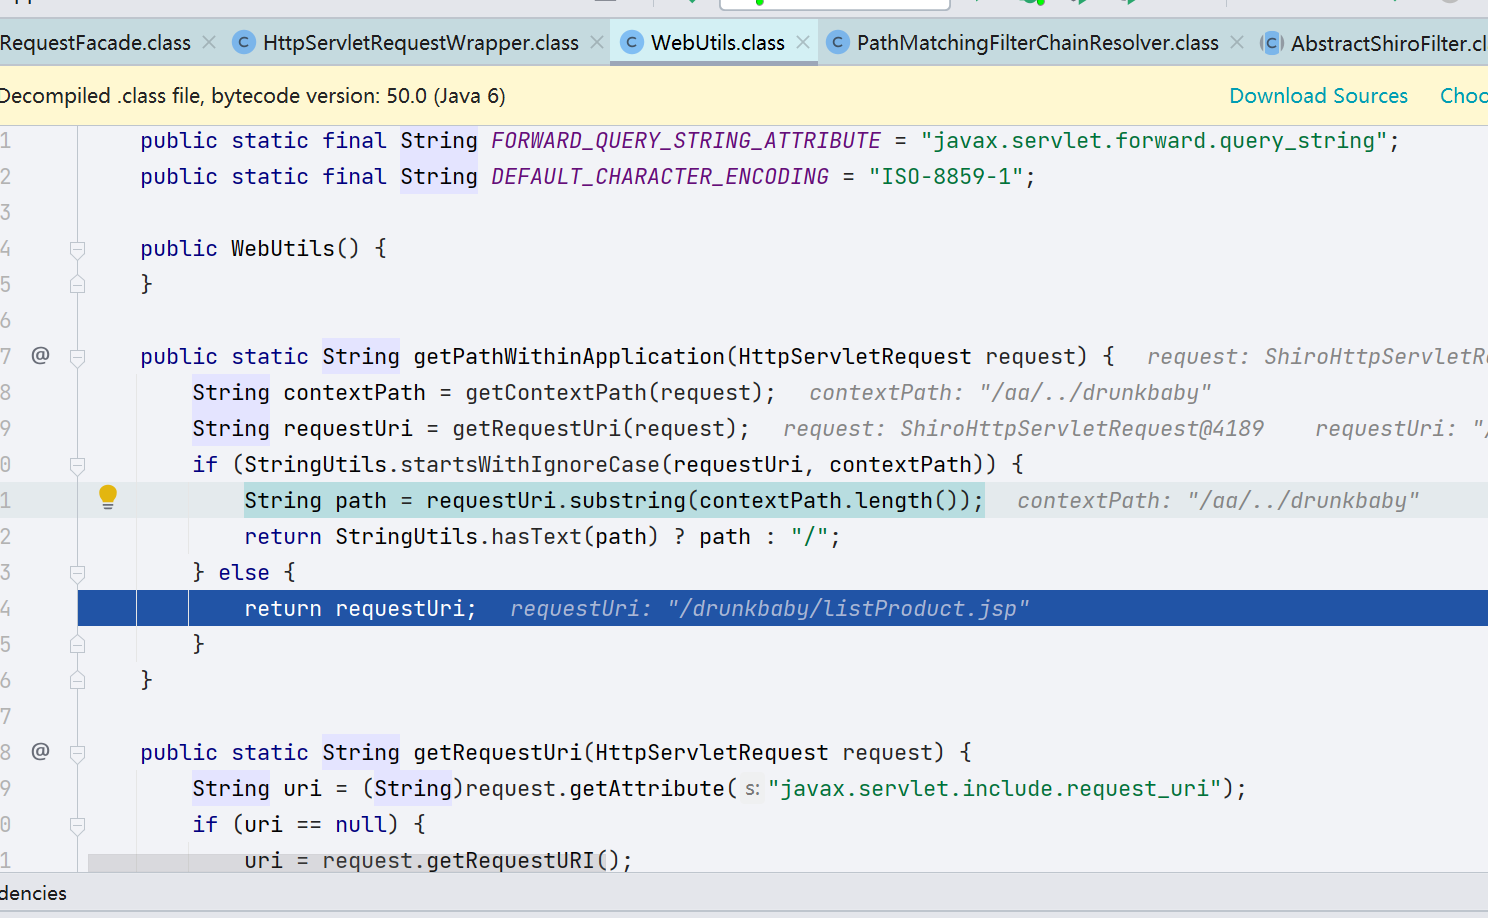 RequestFacade.class HttpServletRequestWrapper.class WebUtils.class PathMatchingFilterChainResolver.class AbstractShiroFilter.cl
Decompiled .class file, bytecode version: 50.0 (Java 6) Download Sources Choo
1 public static final String FORWARD_QUERY_STRING_ATTRIBUTE = "javax.servlet.forward.query_string";
2 public static final String DEFAULT_CHARACTER_ENCODING = "ISO-8859-1";
3
4 public WebUtils() {
5 }
6
7 @ public static String getPathWithinApplication(HttpServletRequest request) { request: ShiroHttpServletRe
8 String contextPath = getContextPath(request); contextPath: "/aa/../drunkbaby"
9 String requestUri = getRequestUri(request); request: ShiroHttpServletRequest@4189 requestUri: "/
0 if (StringUtils.startsWithIgnoreCase(requestUri, contextPath)) {
1 String path = requestUri.substring(contextPath.length()); contextPath: "/aa/../drunkbaby"
2 return StringUtils.hasText(path) ? path : "/";
3 } else {
4 return requestUri; requestUri: "/drunkbaby/listProduct.jsp"
5 }
6 }
7
8 @ public static String getRequestUri(HttpServletRequest request) {
9 String uri = (String)request.getAttribute( s: "javax.servlet.include.request_uri");
0 if (uri == null) {
1 uri = request.getRequestURI();
dencies